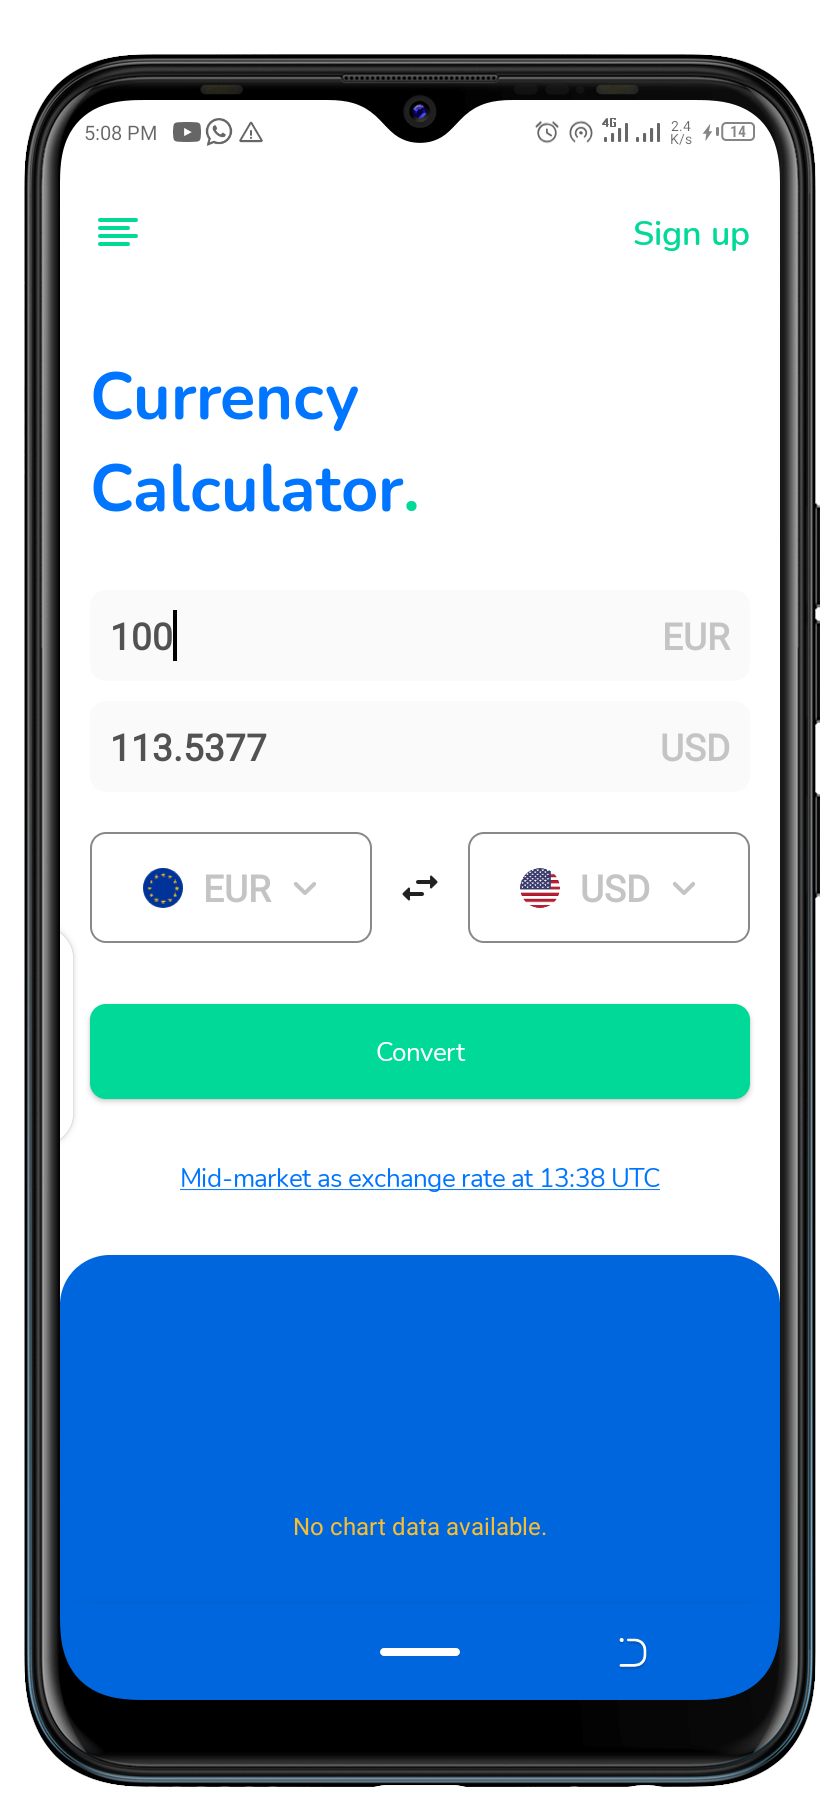 5:08 PM 4G 2.4 K/s 14
Sign up
Currency
Calculator.
100 EUR
113.5377 USD
EUR USD
Convert
Mid-market as exchange rate at 13:38 UTC
No chart data available.